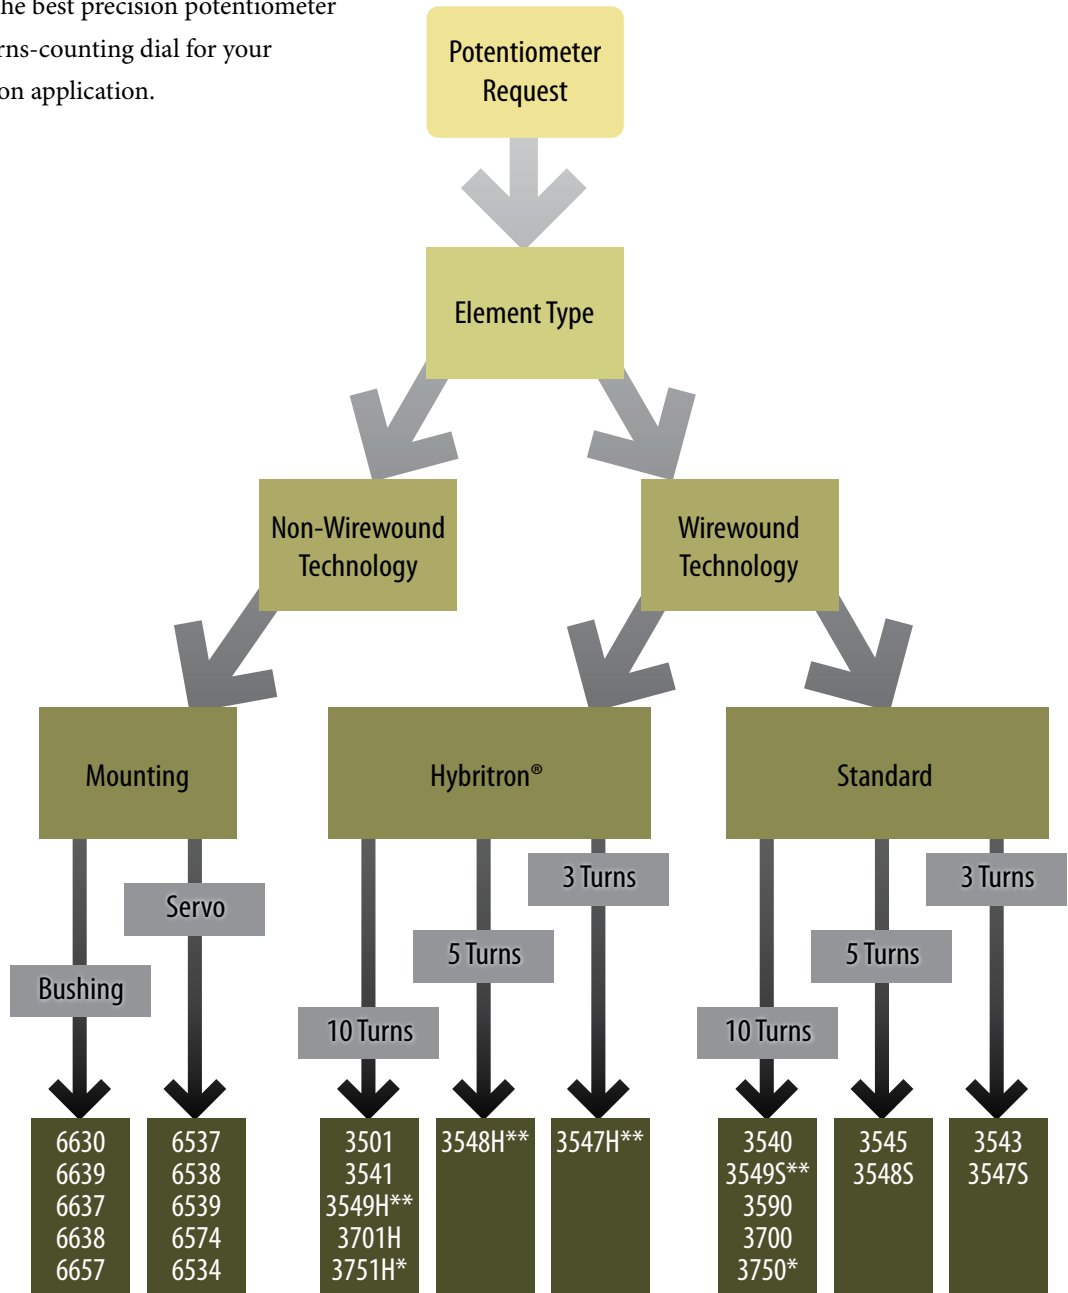 the best precision potentiometer
rns-counting dial for your
on application.
Potentiometer
Request
Element Type
Non-Wirewound
Technology
Wirewound
Technology
Mounting
Hybritron®
Standard
Bushing
Servo
10 Turns
5 Turns
3 Turns
10 Turns
5 Turns
3 Turns
6630
6639
6637
6638
6657
6537
6538
6539
6574
6534
3501
3541
3549H**
3701H
3751H*
3548H**
3547H**
3540
3549S**
3590
3700
3750*
3545
3548S
3543
3547S